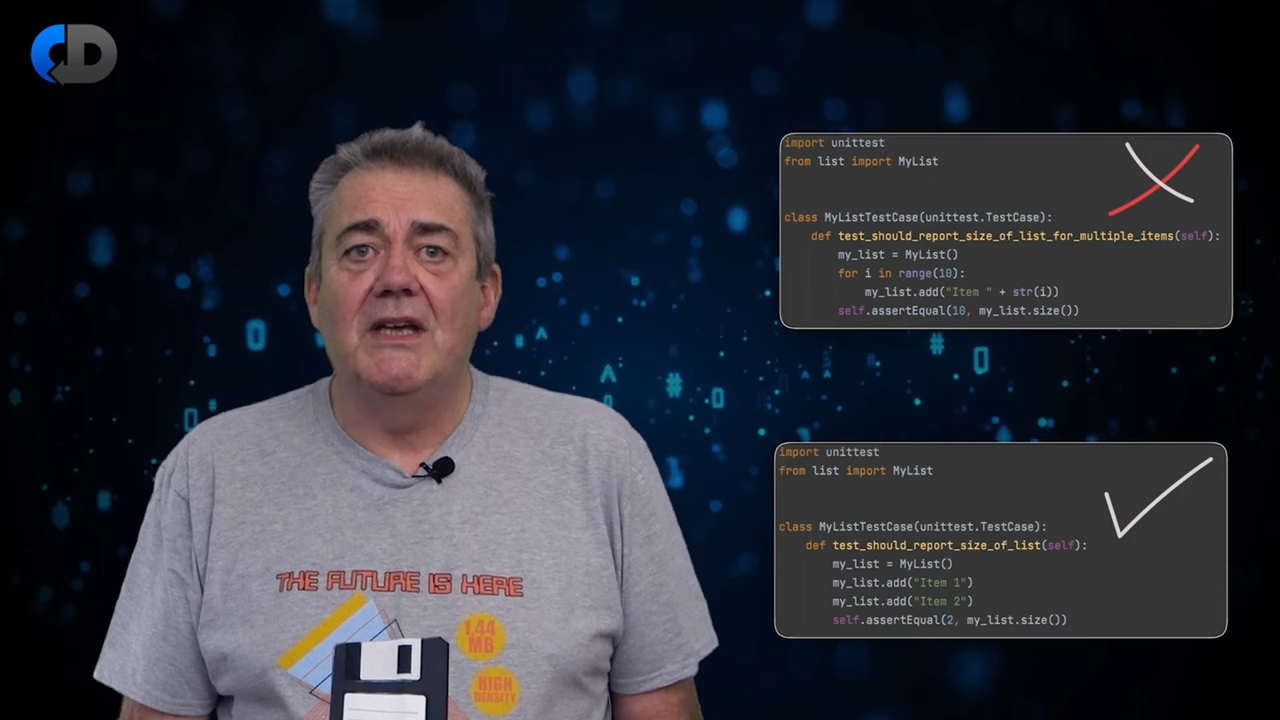 CD
import unittest
from list import MyList
class MyListTestCase(unittest.TestCase):
def test_should_report_size_of_list_for_multiple_items(self):
my_list = MyList()
for i in range(10):
my_list.add("Item " + str(i))
self.assertEqual(10, my_list.size())
import unittest
from list import MyList
class MyListTestCase(unittest.TestCase):
def test_should_report_size_of_list(self):
my_list = MyList()
my_list.add("Item 1")
my_list.add("Item 2")
self.assertEqual(2, my_list.size())
THE FUTURE IS HERE
1.44
MB
HIGH
DENSITY